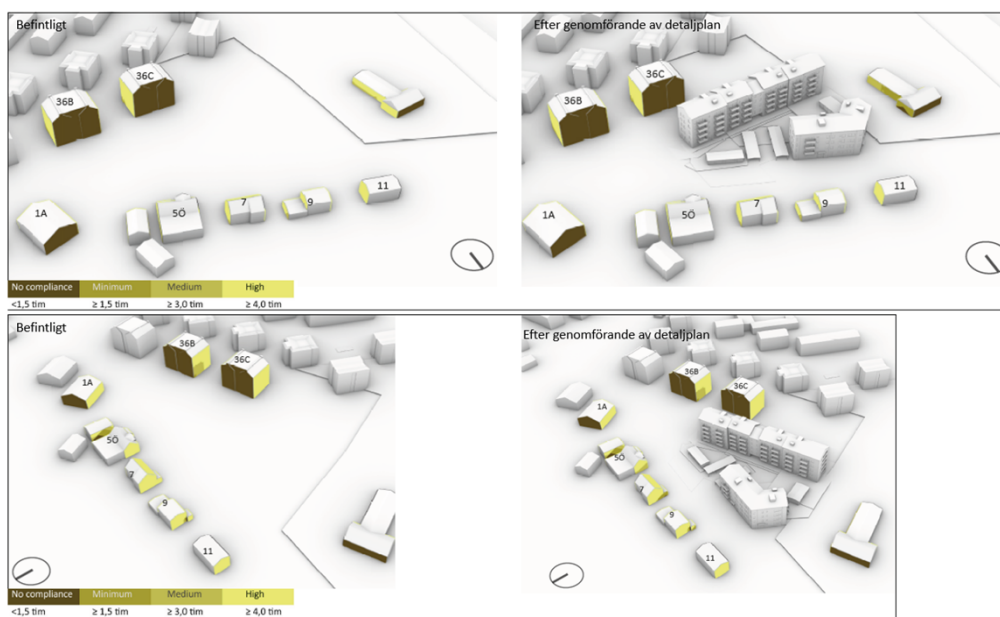 Befintligt
Efter genomförande av detaljplan
36C
36B
1A
5Ö
7
9
11
36C
36B
1A
5Ö
7
9
11
No compliance Minimum Medium High
<1,5 tim ≥ 1,5 tim ≥ 3,0 tim ≥ 4,0 tim
Befintligt
Efter genomförande av detaljplan
36B
36C
1A
5Ö
7
9
11
36B
36C
1A
5Ö
7
9
11
No compliance Minimum Medium High
<1,5 tim ≥ 1,5 tim ≥ 3,0 tim ≥ 4,0 tim